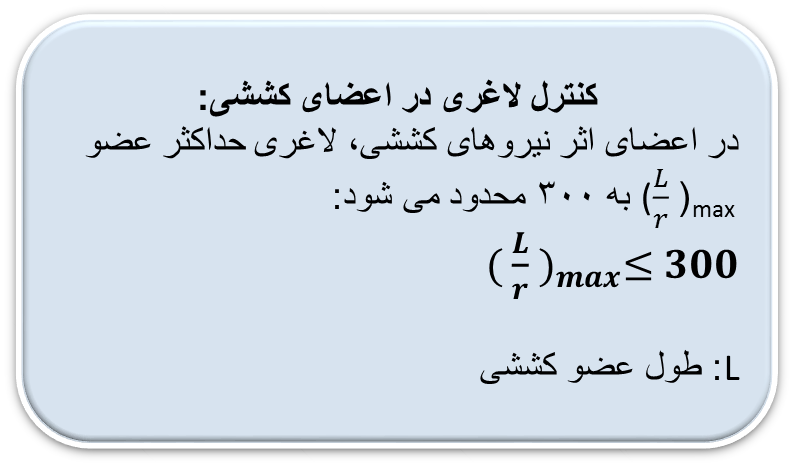 کنترل لاغری در اعضای کششی:
در اعضای اثر نیروهای کششی، لاغری حداکثر عضو
(L/r)max به ۳۰۰ محدود می شود:
(L/r)max ≤ 300
L: طول عضو کششی